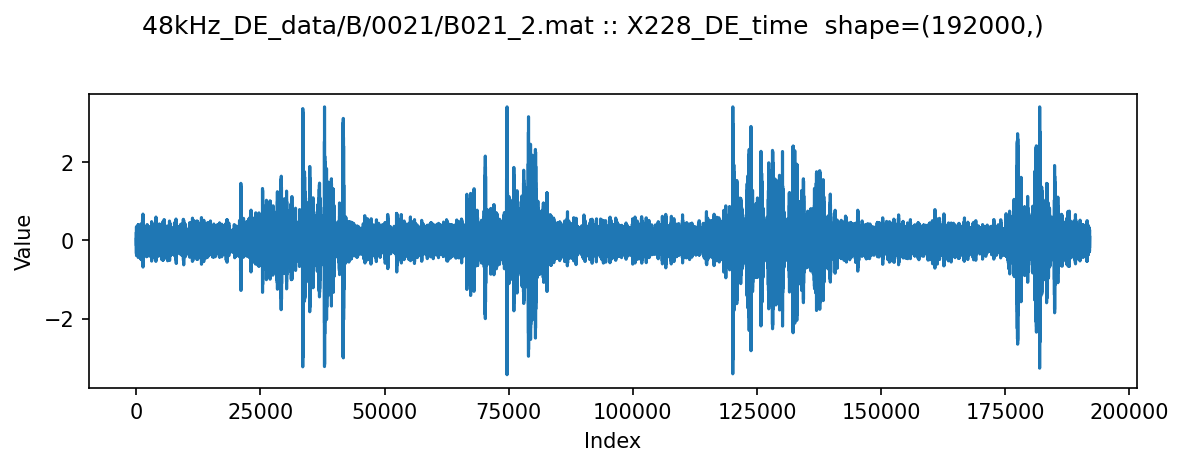 48kHz_DE_data/B/0021/B021_2.mat :: X228_DE_time  shape=(192000,)
Value
2
0
−2
0 25000 50000 75000 100000 125000 150000 175000 200000
Index